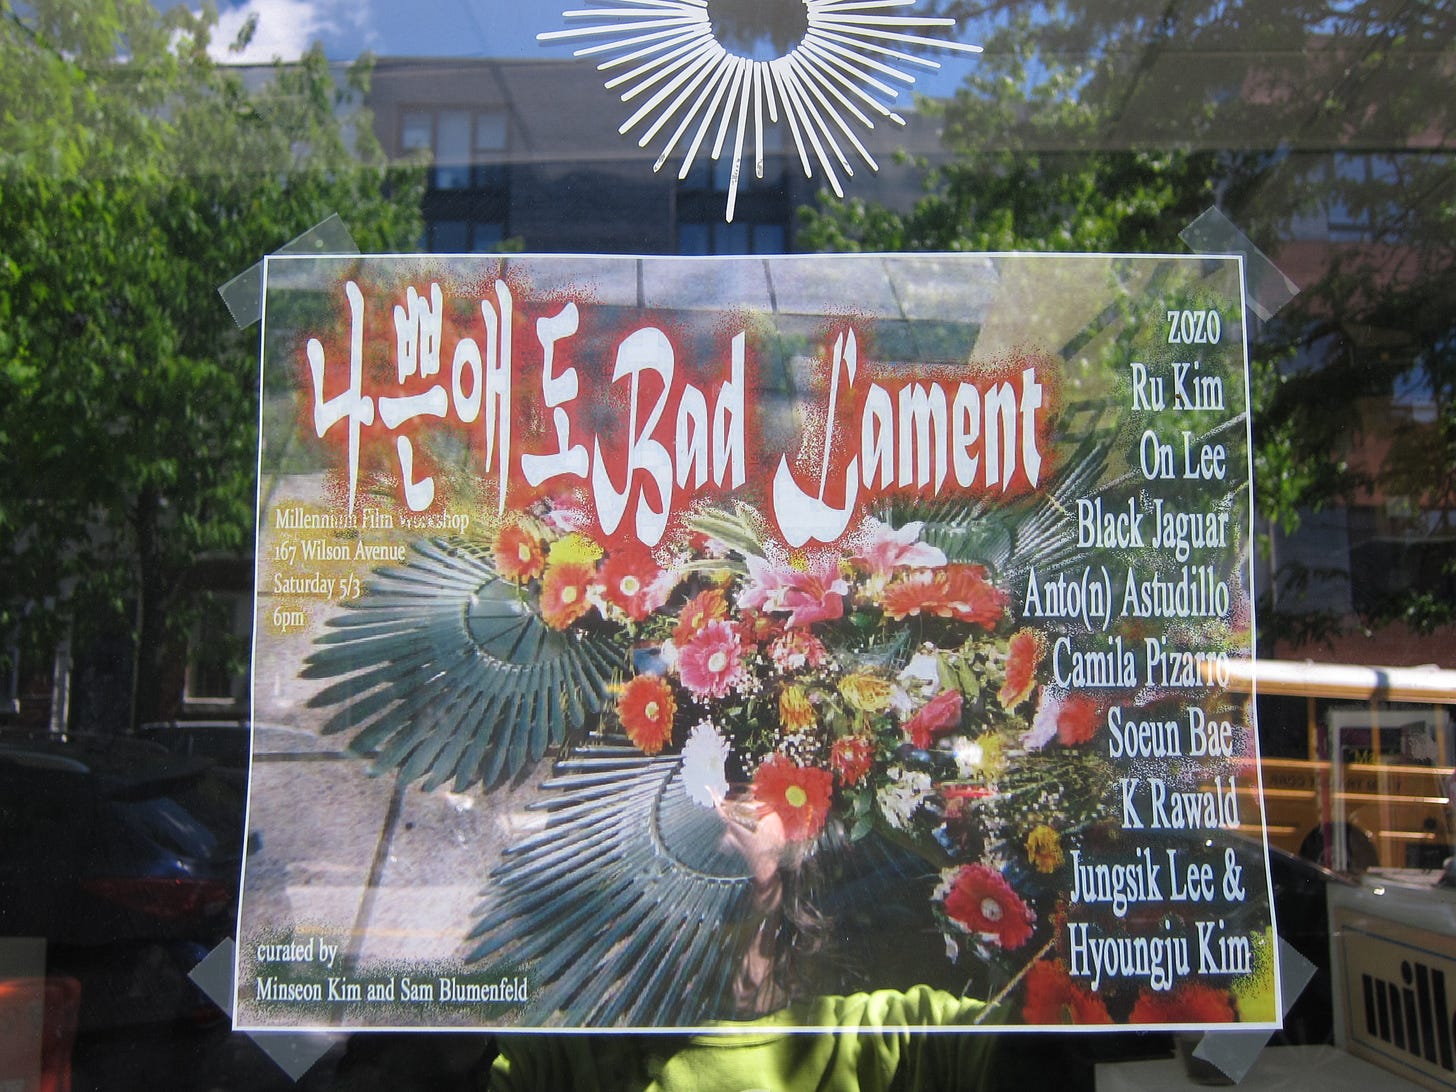 나쁜애도 Bad Lament
Millennium Film Workshop
167 Wilson Avenue
Saturday 5/3
6pm
zozo
Ru Kim
On Lee
Black Jaguar
Anto(n) Astudillo
Camila Pizarro
Soeun Bae
K Rawald
Jungsik Lee &
Hyoungju Kim
curated by
Minseon Kim and Sam Blumenfeld
mill